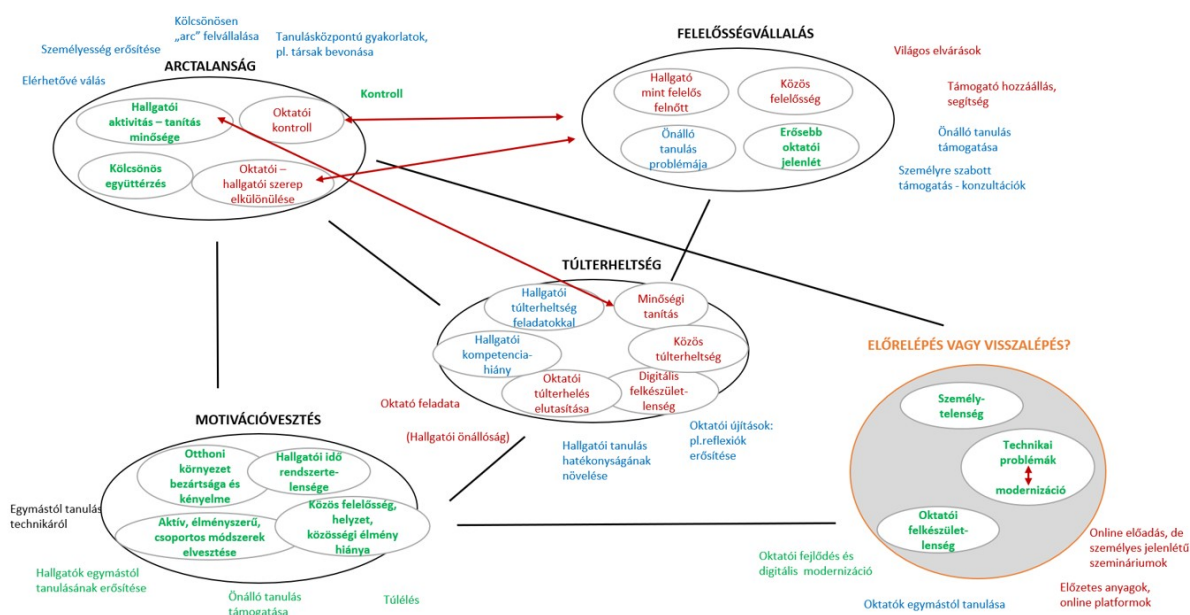 Kölcsönösen
„arc” felvállalása
Személyesség erősítése
Tanulásközpontú gyakorlatok,
pl. társak bevonása
Elérhetővé válás
ARCTALANSÁG
Kontroll
Hallgatói
aktivitás – tanítás
minősége
Oktatói
kontroll
Kölcsönös
együttérzés
Oktatói –
hallgatói szerep
elkülönülése
FELELŐSSÉGVÁLLALÁS
Világos elvárások
Hallgató
mint felelős
felnőtt
Közös
felelősség
Támogató hozzáállás,
segítség
Önálló
tanulás
problémája
Erősebb
oktatói
jelenlét
Önálló tanulás
támogatása
Személyre szabott
támogatás - konzultációk
TÚLTERHELTSÉG
Hallgatói
túlterheltség
feladatokkal
Minőségi
tanítás
Hallgatói
kompetencia-
hiány
Közös
túlterheltség
Oktatói
túlterhelés
elutasítása
Digitális
felkészület-
lenség
Oktató feladata
(Hallgatói önállóság)
Hallgatói tanulás
hatékonyságának
növelése
Oktatói újítások:
pl.reflexiók
erősítése
ELŐRELÉPÉS VAGY VISSZALÉPÉS?
Személy-
telenség
Technikai
problémák
modernizáció
Oktatói
felkészület-
lenség
Online előadás, de
személyes jelenlétű
szemináriumok
Előzetes anyagok,
online platformok
Oktatói fejlődés és
digitális modernizáció
Oktatók egymástól tanulása
MOTIVÁCIÓVESZTÉS
Otthoni
környezet
bezártsága és
kényelme
Hallgatói idő
rendszerte-
lensége
Aktív, élményszerű,
csoportos módszerek
elvesztése
Közös felelősség,
helyzet,
közösségi élmény
hiánya
Egymástól tanulás
technikáról
Hallgatók egymástól
tanulásának erősítése
Önálló tanulás
támogatása
Túlélés